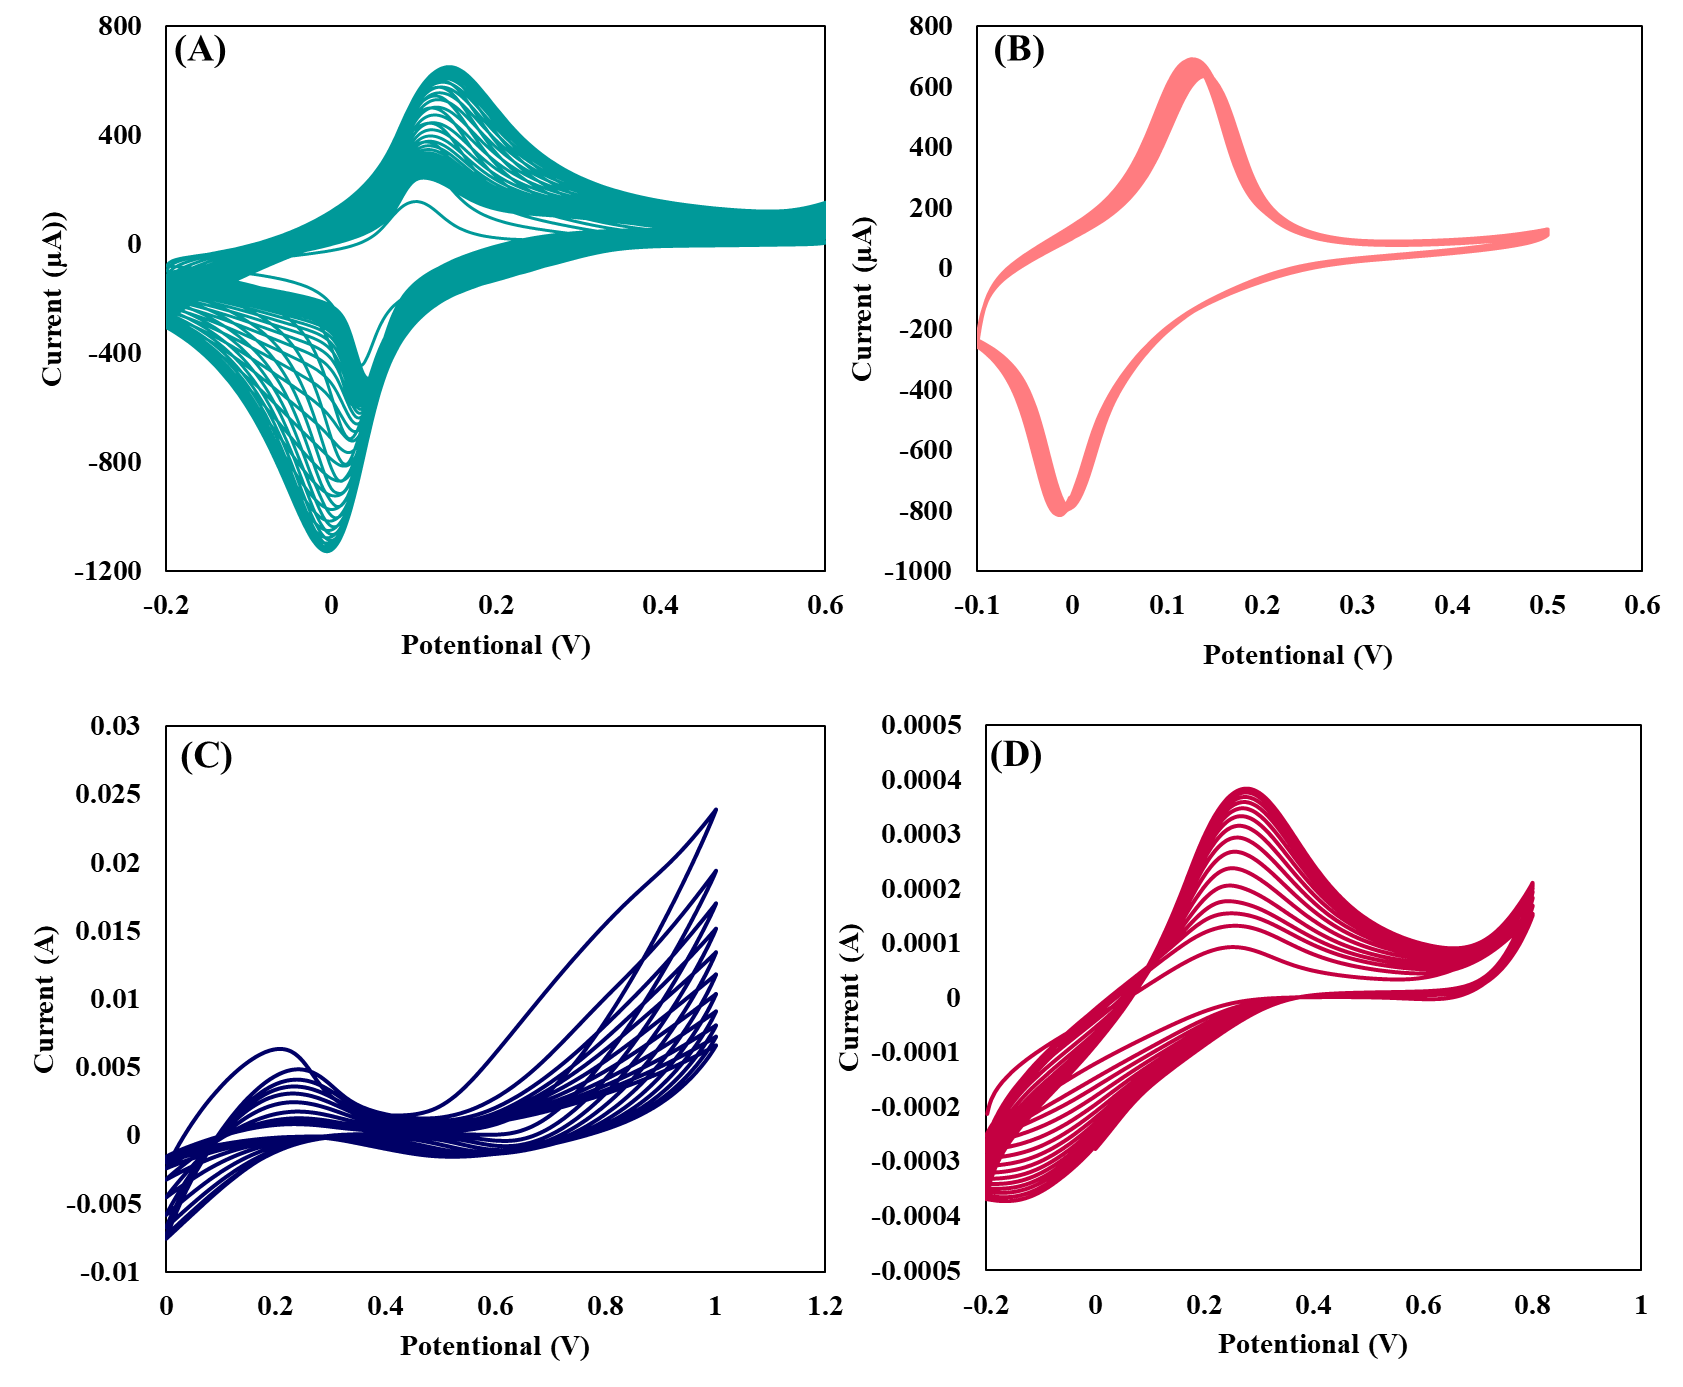 (A)
800
400
0
-400
-800
-1200
-0.2 0 0.2 0.4 0.6
Current (µA))
Potentional (V)
(B)
800
600
400
200
0
-200
-400
-600
-800
-1000
-0.1 0 0.1 0.2 0.3 0.4 0.5 0.6
Current (µA)
Potentional (V)
(C)
0.03
0.025
0.02
0.015
0.01
0.005
0
-0.005
-0.01
0 0.2 0.4 0.6 0.8 1 1.2
Current (A)
Potentional (V)
(D)
0.0005
0.0004
0.0003
0.0002
0.0001
0
-0.0001
-0.0002
-0.0003
-0.0004
-0.0005
-0.2 0 0.2 0.4 0.6 0.8 1
Current (A)
Potentional (V)